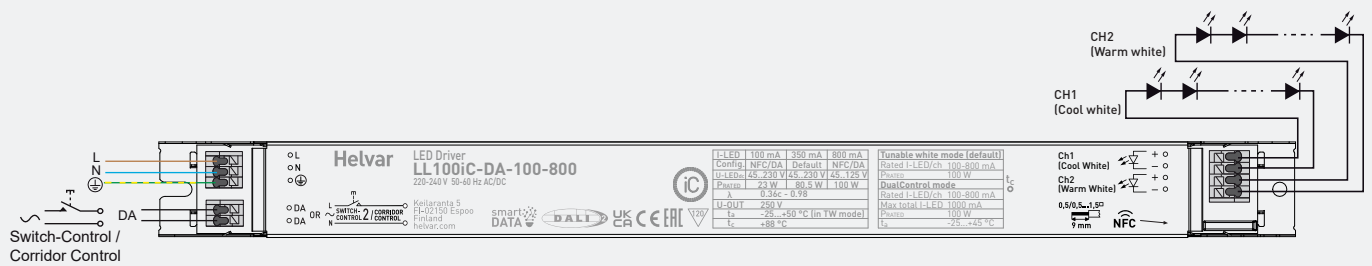 CH2
(Warm white)
CH1
(Cool white)
L
N
DA
Switch-Control /
Corridor Control
L
N
DA
DA
OR
L
SWITCH-CONTROL 2 / CORRIDOR CONTROL
N
Helvar
LED Driver
LL100iC-DA-100-800
220-240 V 50-60 Hz AC/DC
Keilaranta 5
FI-02150 Espoo
Finland
helvar.com
smart
DATA
DALI 2
UK
CA
CE
EAC
120
iC
I-LED 100 mA 350 mA 800 mA
Config. NFC/DA Default NFC/DA
U-LEDDC 45...230 V 45...230 V 45...125 V
PRATED 23 W 80.5 W 100 W
λ 0.36c - 0.98
U-OUT 250 V
ta -25...+50 °C (in TW mode)
tc +88 °C
Tunable white mode (default)
Rated I-LED/ch 100-800 mA
PRATED 100 W
DualControl mode
Rated I-LED/ch 100-800 mA
Max total I-LED 1000 mA
PRATED 100 W
ta -25...+45 °C
tc
Ch1
(Cool White)
+
-
Ch2
(Warm White)
+
-
0,5/0,5...1,5
9 mm
NFC